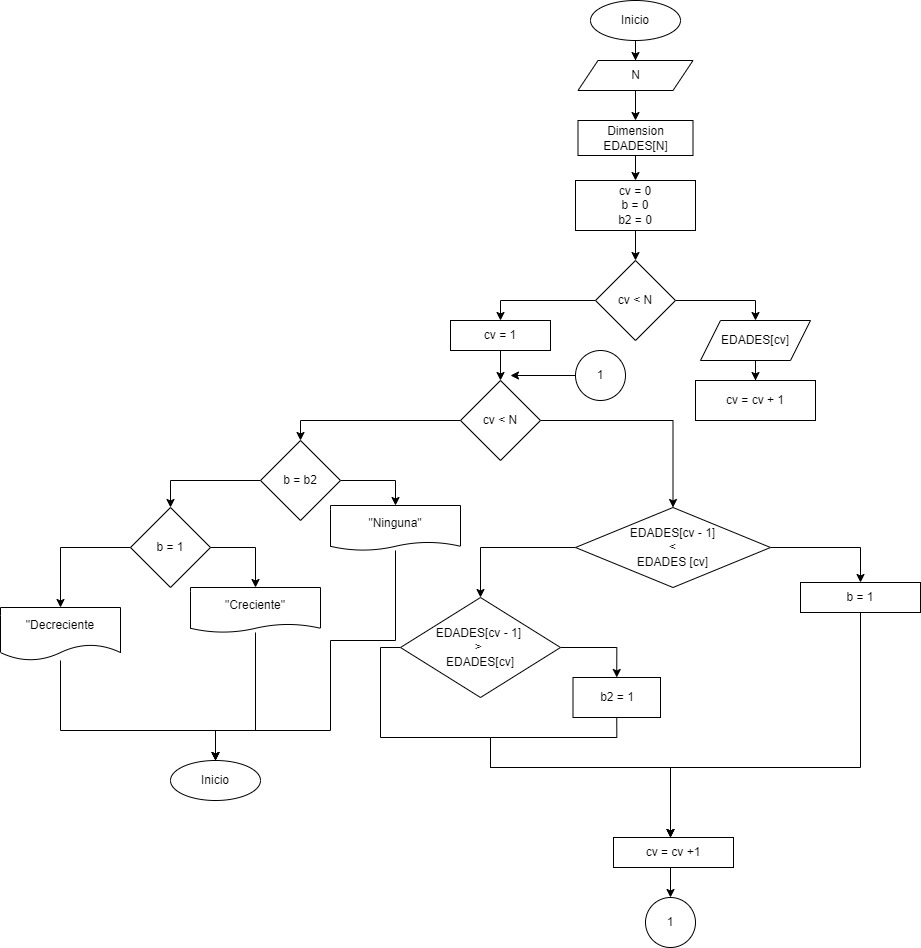 Inicio
N
Dimension
EDADES[N]
cv = 0
b = 0
b2 = 0
cv < N
cv = 1
EDADES[cv]
1
cv = cv + 1
cv < N
b = b2
"Ninguna"
EDADES[cv - 1]
<
EDADES [cv]
b = 1
"Creciente"
b = 1
"Decreciente
EDADES[cv - 1]
>
EDADES[cv]
b2 = 1
Inicio
cv = cv +1
1